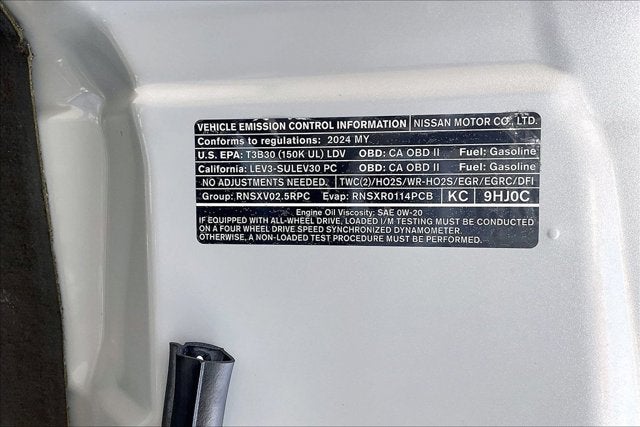 VEHICLE EMISSION CONTROL INFORMATION NISSAN MOTOR CO., LTD.
Conforms to regulations: 2024 MY
U.S. EPA: T3B30 (150K UL) LDV OBD: CA OBD II Fuel: Gasoline
California: LEV3-SULEV30 PC OBD: CA OBD II Fuel: Gasoline
NO ADJUSTMENTS NEEDED. TWC(2)/HO2S/WR-HO2S/EGR/EGRC/DFI
Group: RNSXV02.5RPC Evap: RNSXR0114PCB KC 9HJ0C
Engine Oil Viscosity: SAE 0W-20
IF EQUIPPED WITH ALL-WHEEL DRIVE, LOADED I/M TESTING MUST BE CONDUCTED
ON A FOUR WHEEL DRIVE SPEED SYNCHRONIZED DYNAMOMETER.
OTHERWISE, A NON-LOADED TEST PROCEDURE MUST BE PERFORMED.